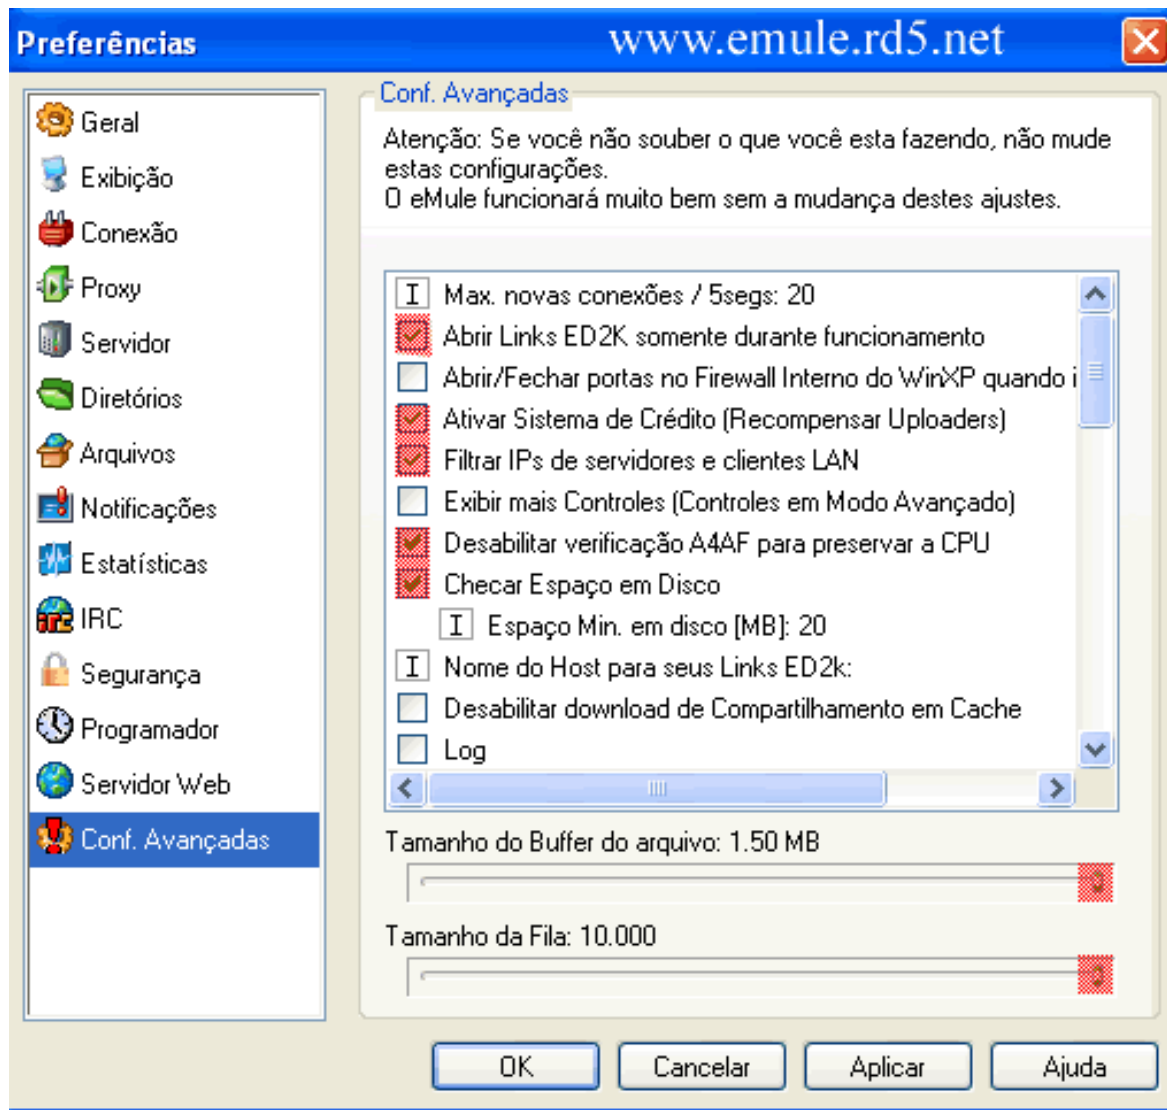 Preferências
www.emule.rd5.net
Geral
Exibição
Conexão
Proxy
Servidor
Diretórios
Arquivos
Notificações
Estatísticas
IRC
Segurança
Programador
Servidor Web
Conf. Avançadas
Conf. Avançadas
Atenção: Se você não souber o que você esta fazendo, não mude
estas configurações.
O eMule funcionará muito bem sem a mudança destes ajustes.
Max. novas conexões / 5segs: 20
Abrir Links ED2K somente durante funcionamento
Abrir/Fechar portas no Firewall Interno do WinXP quando i
Ativar Sistema de Crédito (Recompensar Uploaders)
Filtrar IPs de servidores e clientes LAN
Exibir mais Controles (Controles em Modo Avançado)
Desabilitar verificação A4AF para preservar a CPU
Checar Espaço em Disco
Espaço Min. em disco [MB]: 20
Nome do Host para seus Links ED2k:
Desabilitar download de Compartilhamento em Cache
Log
Tamanho do Buffer do arquivo: 1.50 MB
Tamanho da Fila: 10.000
OK
Cancelar
Aplicar
Ajuda